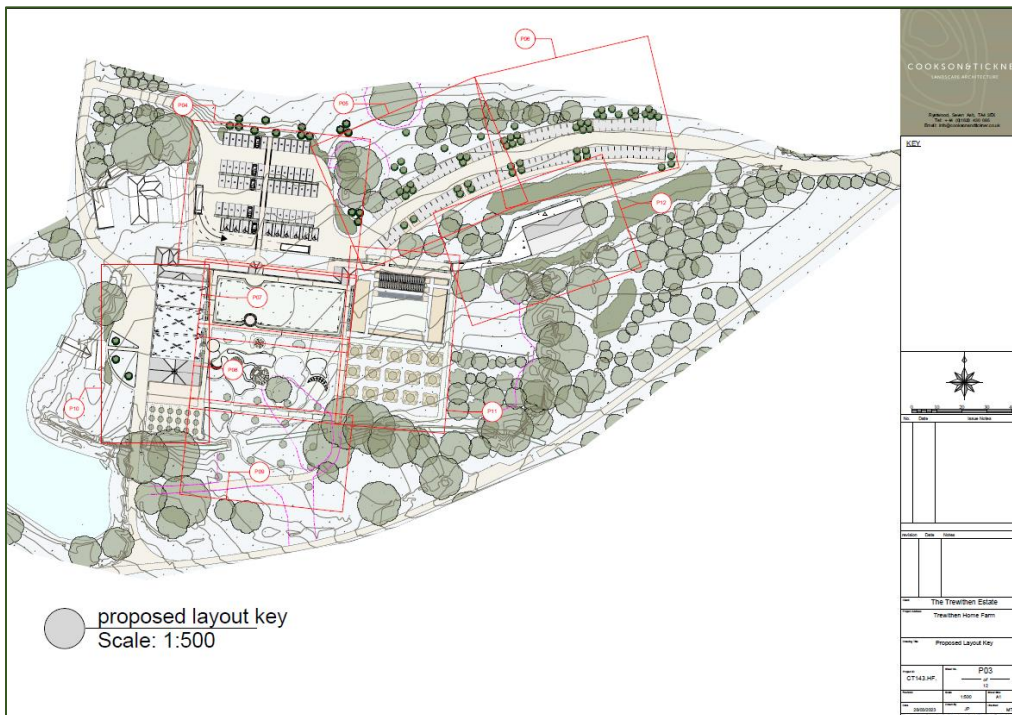 P06
P04
P05
P12
P07
P08
P10
P11
P09
proposed layout key
Scale: 1:500
COOKSON&TICKNE
LANDSCAPE ARCHITECTURE
KEY
No. Date Issue Notes
Date Notes
The Trewithen Estate
Trewithen Home Farm
Proposed Layout Key
CT143.HF.
P03
of
1:500
A1
JP